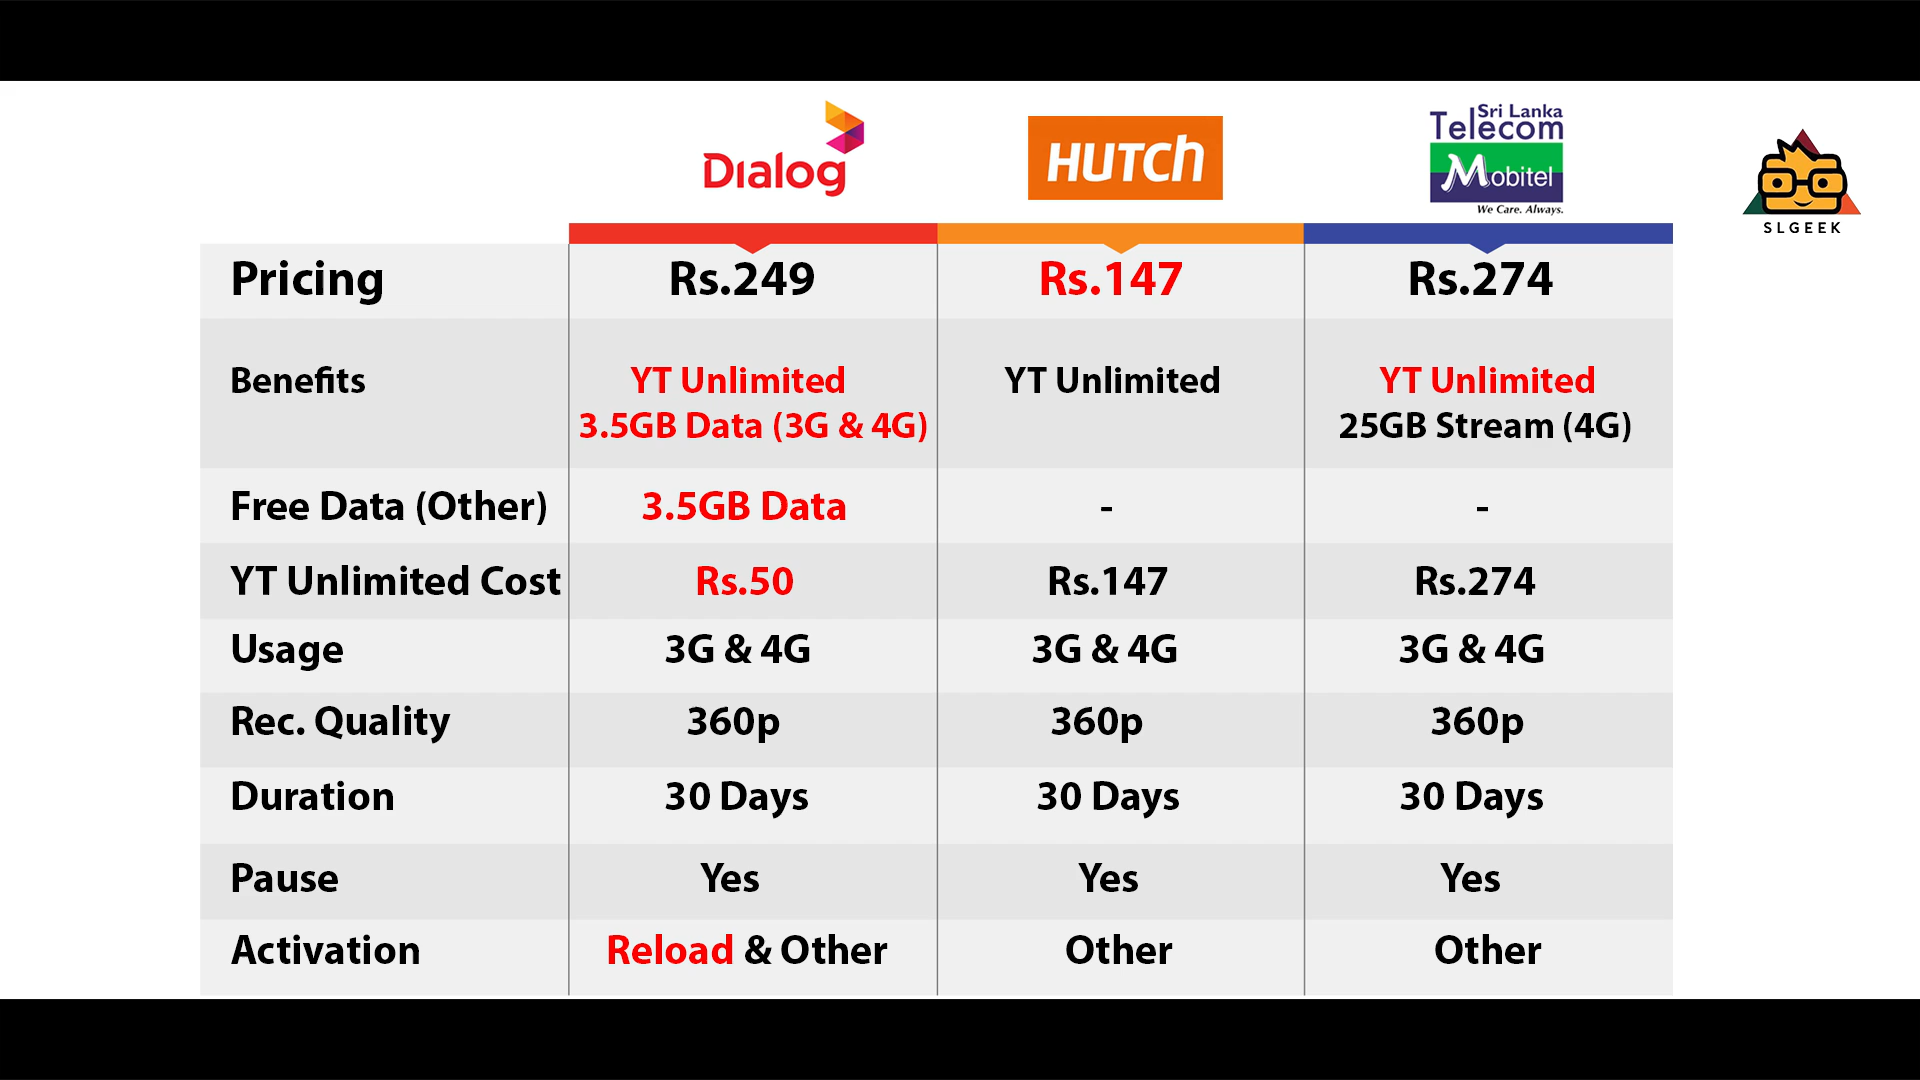 Dialog
HUTCH
Sri Lanka
Telecom
Mobitel
We Care. Always.
SLGEEK
Pricing Rs.249 Rs.147 Rs.274
Benefits YT Unlimited YT Unlimited YT Unlimited
3.5GB Data (3G & 4G) 25GB Stream (4G)
Free Data (Other) 3.5GB Data - -
YT Unlimited Cost Rs.50 Rs.147 Rs.274
Usage 3G & 4G 3G & 4G 3G & 4G
Rec. Quality 360p 360p 360p
Duration 30 Days 30 Days 30 Days
Pause Yes Yes Yes
Activation Reload & Other Other Other